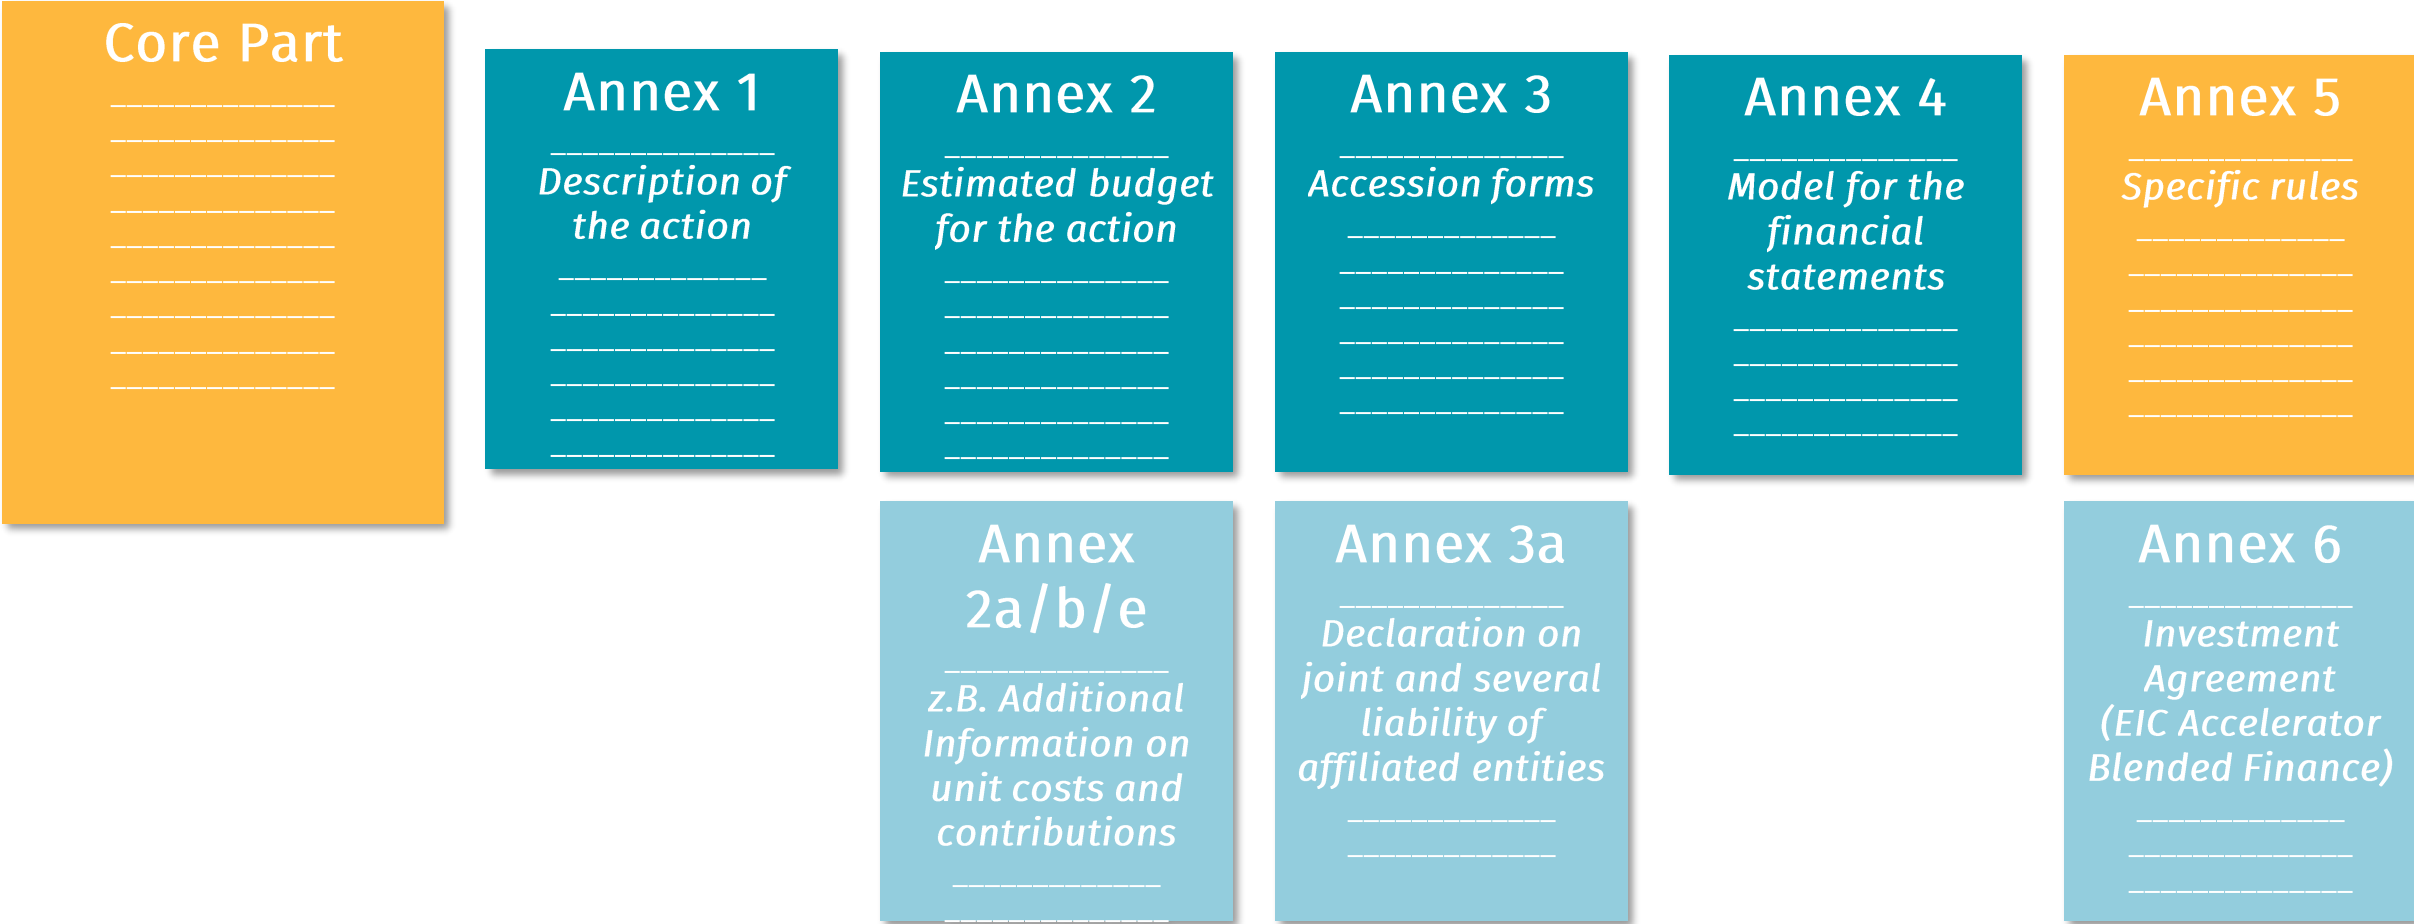 Core Part
Annex 1
Description of
the action
Annex 2
Estimated budget
for the action
Annex 3
Accession forms
Annex 4
Model for the
financial
statements
Annex 5
Specific rules
Annex
2a/b/e
z.B. Additional
Information on
unit costs and
contributions
Annex 3a
Declaration on
joint and several
liability of
affiliated entities
Annex 6
Investment
Agreement
(EIC Accelerator
Blended Finance)